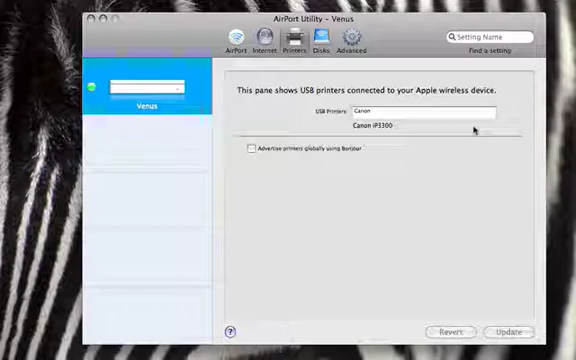 AirPort Utility – Venus
AirPort Internet Printers Disks Advanced
Setting Name
Find a setting
Venus
This pane shows USB printers connected to your Apple wireless device.
USB Printers: Canon
Canon iP3300
Advertise printers globally using Bonjour
?
Revert Update